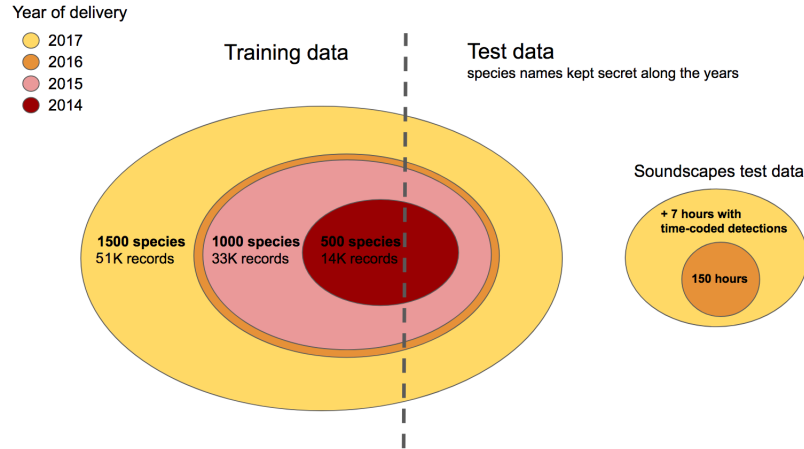 Year of delivery
2017
2016
2015
2014
Training data
Test data
species names kept secret along the years
1500 species
51K records
1000 species
33K records
500 species
14K records
Soundscapes test data
+ 7 hours with
time-coded detections
150 hours